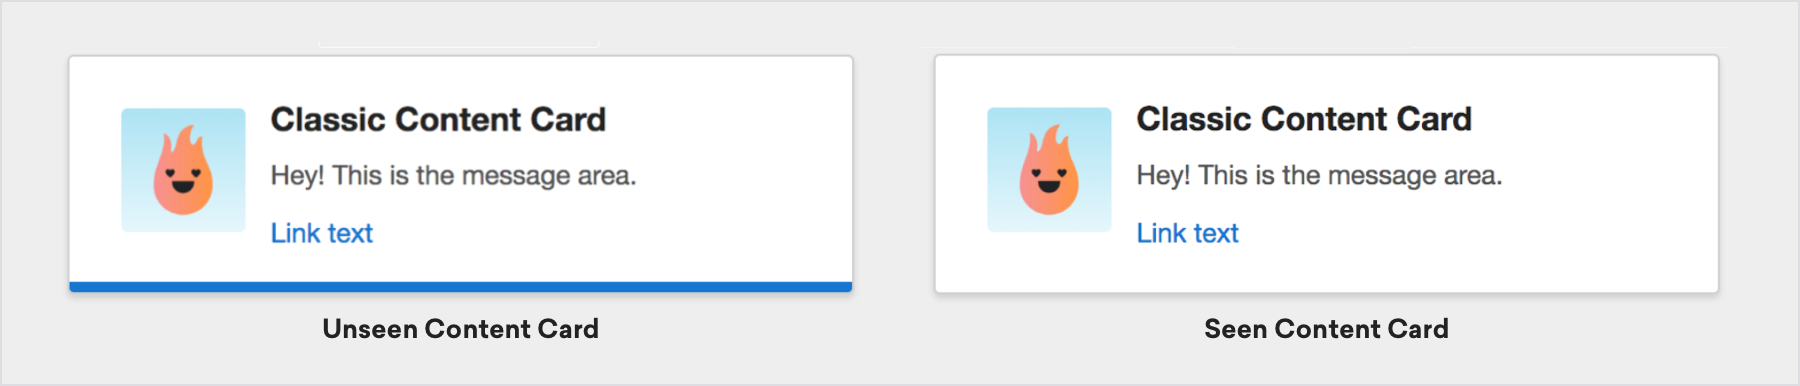 Classic Content Card
Hey! This is the message area.
Link text
Unseen Content Card
Classic Content Card
Hey! This is the message area.
Link text
Seen Content Card